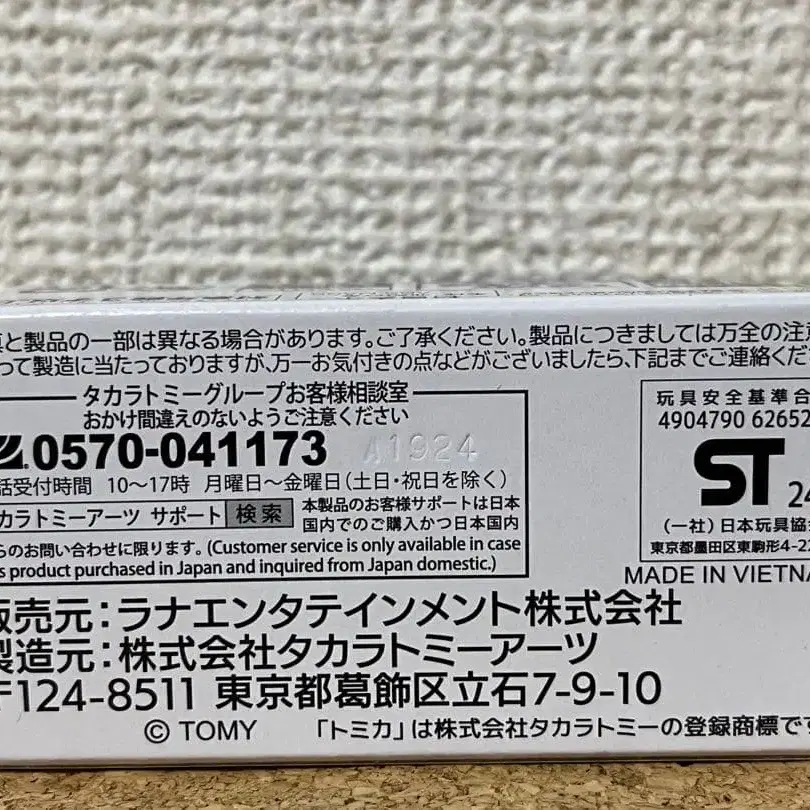 と製品の一部は異なる場合があります。ご了承ください。製品につきましては万全の注意
って製造に当たっておりますが、万一お気付きの点などがございましたら、下記までご連絡くだ
タカラトミーグループお客様相談室
おかけ間違えのないようご注意ください
0570-041173 A1924
話受付時間 10～17時 月曜日～金曜日(土日・祝日を除く)
カラトミーアーツ サポート 検索
本製品のお客様サポートは日本
国内でのご購入かつ日本国内
らのお問い合わせに限ります。(Customer service is only available in case
s product purchased in Japan and inquired from Japan domestic.)
玩具安全基準合
4904790 62652
ST 24
(一社)日本玩具協
東京都墨田区東駒形4-22
MADE IN VIETNA
販売元：ラナエンタテインメント株式会社
製造元：株式会社タカラトミーアーツ
〒124-8511 東京都葛飾区立石7-9-10
© TOMY 「トミカ」は株式会社タカラトミーの登録商標です